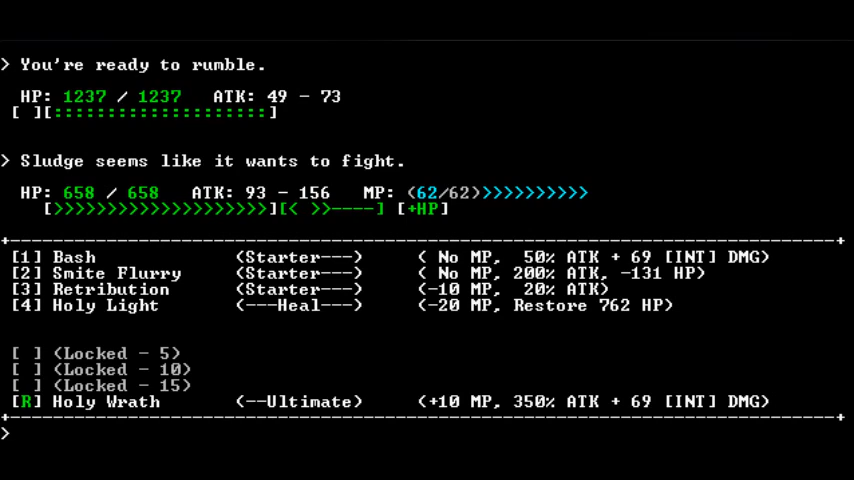 > You're ready to rumble.
HP: 1237 / 1237   ATK: 49 - 73
[ ][::::::::::::::::::::]
> Sludge seems like it wants to fight.
HP: 658 / 658   ATK: 93 - 156   MP: (62/62)>>>>>>>>>>
[>>>>>>>>>>>>>>>>>>>>][< >>----] [+HP]
+------------------------------------------------------------------------------+
[1] Bash             (Starter---)     ( No MP,  50% ATK + 69 [INT] DMG)
[2] Smite Flurry     (Starter---)     ( No MP, 200% ATK, -131 HP)
[3] Retribution      (Starter---)     (-10 MP,  20% ATK)
[4] Holy Light       (---Heal---)     (-20 MP, Restore 762 HP)
[ ] (Locked - 5)
[ ] (Locked - 10)
[ ] (Locked - 15)
[R] Holy Wrath       (--Ultimate)     (+10 MP, 350% ATK + 69 [INT] DMG)
+------------------------------------------------------------------------------+
>